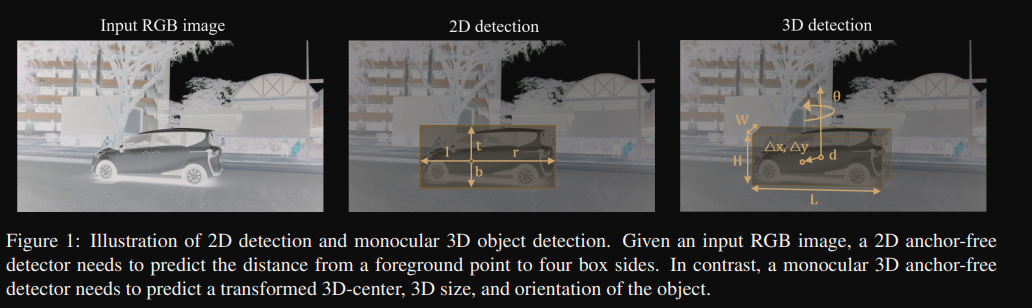 Input RGB image
2D detection
3D detection
l
t
r
b
θ
W
Δx, Δy
d
H
L
Figure 1: Illustration of 2D detection and monocular 3D object detection. Given an input RGB image, a 2D anchor-free
detector needs to predict the distance from a foreground point to four box sides. In contrast, a monocular 3D anchor-free
detector needs to predict a transformed 3D-center, 3D size, and orientation of the object.